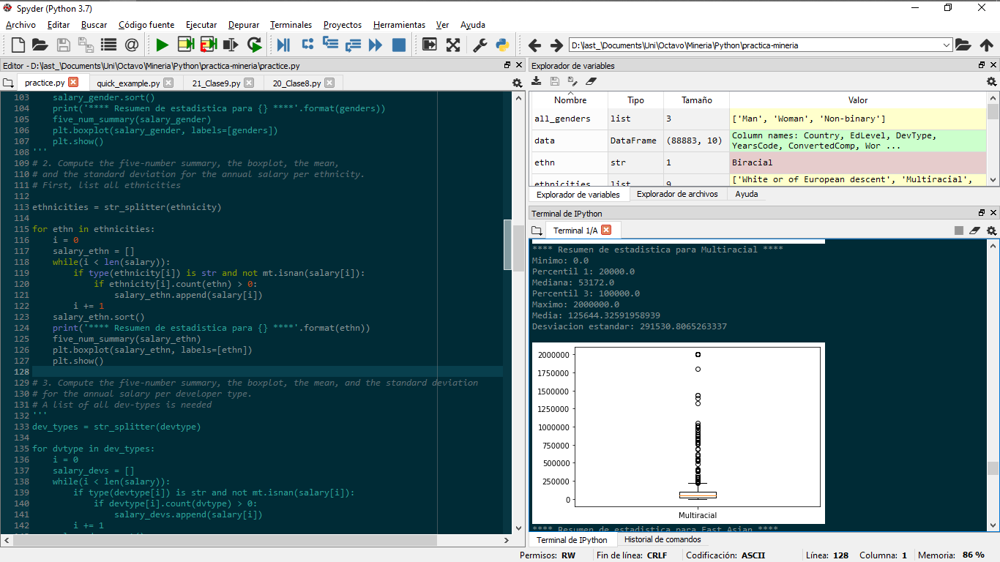 Spyder (Python 3.7)
Archivo Editar Buscar Código fuente Ejecutar Depurar Terminales Proyectos Herramientas Ver Ayuda
D:\last_\Documents\Uni\Octavo\Mineria\Python\practica-mineria
Editor - D:\last_\Documents\Uni\Octavo\Mineria\Python\practica-mineria\practice.py
practice.py quick_example.py 21_Clase9.py 20_Clase8.py
103 salary_gender.sort()
104 print('**** Resumen de estadistica para {} ****'.format(genders))
105 five_num_summary(salary_gender)
106 plt.boxplot(salary_gender, labels=[genders])
107 plt.show()
108 '''
109 # 2. Compute the five-number summary, the boxplot, the mean,
110 # and the standard deviation for the annual salary per ethnicity.
111 # First, list all ethnicities
112
113 ethnicities = str_splitter(ethnicity)
114
115 for ethn in ethnicities:
116 i = 0
117 salary_ethn = []
118 while(i < len(salary)):
119 if type(ethnicity[i]) is str and not mt.isnan(salary[i]):
120 if ethnicity[i].count(ethn) > 0:
121 salary_ethn.append(salary[i])
122 i += 1
123 salary_ethn.sort()
124 print('**** Resumen de estadistica para {} ****'.format(ethn))
125 five_num_summary(salary_ethn)
126 plt.boxplot(salary_ethn, labels=[ethn])
127 plt.show()
128
129 # 3. Compute the five-number summary, the boxplot, the mean, and the standard deviation
130 # for the annual salary per developer type.
131 # A list of all dev-types is needed
132 '''
133 dev_types = str_splitter(devtype)
134
135 for dvtype in dev_types:
136 i = 0
137 salary_devs = []
138 while(i < len(salary)):
139 if type(devtype[i]) is str and not mt.isnan(salary[i]):
140 if devtype[i].count(dvtype) > 0:
141 salary_devs.append(salary[i])
142 i += 1
Explorador de variables
Nombre Tipo Tamaño Valor
all_genders list 3 ['Man', 'Woman', 'Non-binary']
data DataFrame (88883, 10) Column names: Country, EdLevel, DevType,
YearsCode, ConvertedComp, Wor ...
ethn str 1 Biracial
ethnicities list 9 ['White or of European descent', 'Multiracial',
Explorador de variables Explorador de archivos Ayuda
Terminal de IPython
Terminal 1/A
**** Resumen de estadistica para Multiracial ****
Minimo: 0.0
Percentil 1: 20000.0
Mediana: 53172.0
Percentil 3: 100000.0
Maximo: 2000000.0
Media: 125644.32591958939
Desviacion estandar: 291530.8065263337
2000000
1750000
1500000
1250000
1000000
750000
500000
250000
0
Multiracial
**** Resumen de estadistica para East Asian ****
Terminal de IPython Historial de comandos
Permisos: RW Fin de línea: CRLF Codificación: ASCII Línea: 128 Columna: 1 Memoria: 86 %